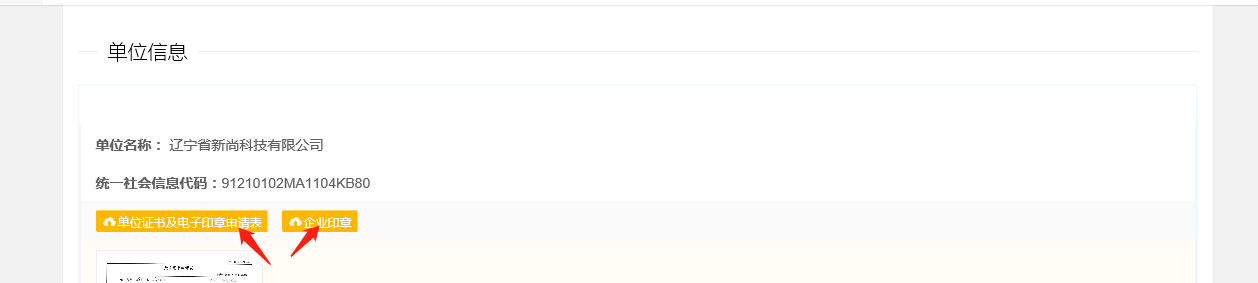 单位信息
单位名称： 辽宁省新尚科技有限公司
统一社会信息代码：91210102MA1104KB80
单位证书及电子印章申请表 企业印章